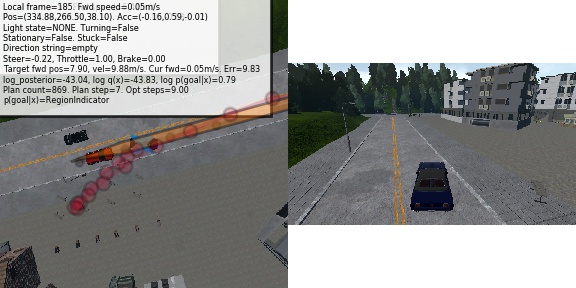 Local frame=185. Fwd speed=0.05m/s
Pos=(334.88,266.50,38.10). Acc=(-0.16,0.59;-0.01)
Light state=NONE. Turning=False
Stationary=False. Stuck=False
Direction string=empty
Steer=-0.22, Throttle=1.00, Brake=0.00
Target fwd pos=7.90, vel=9.88m/s. Cur fwd=0.05m/s. Err=9.83
log_posterior=-43.04, log q(x)=-43.83, log p(goal|x)=0.79
Plan count=869. Plan step=7. Opt steps=9.00
p(goal|x)=RegionIndicator